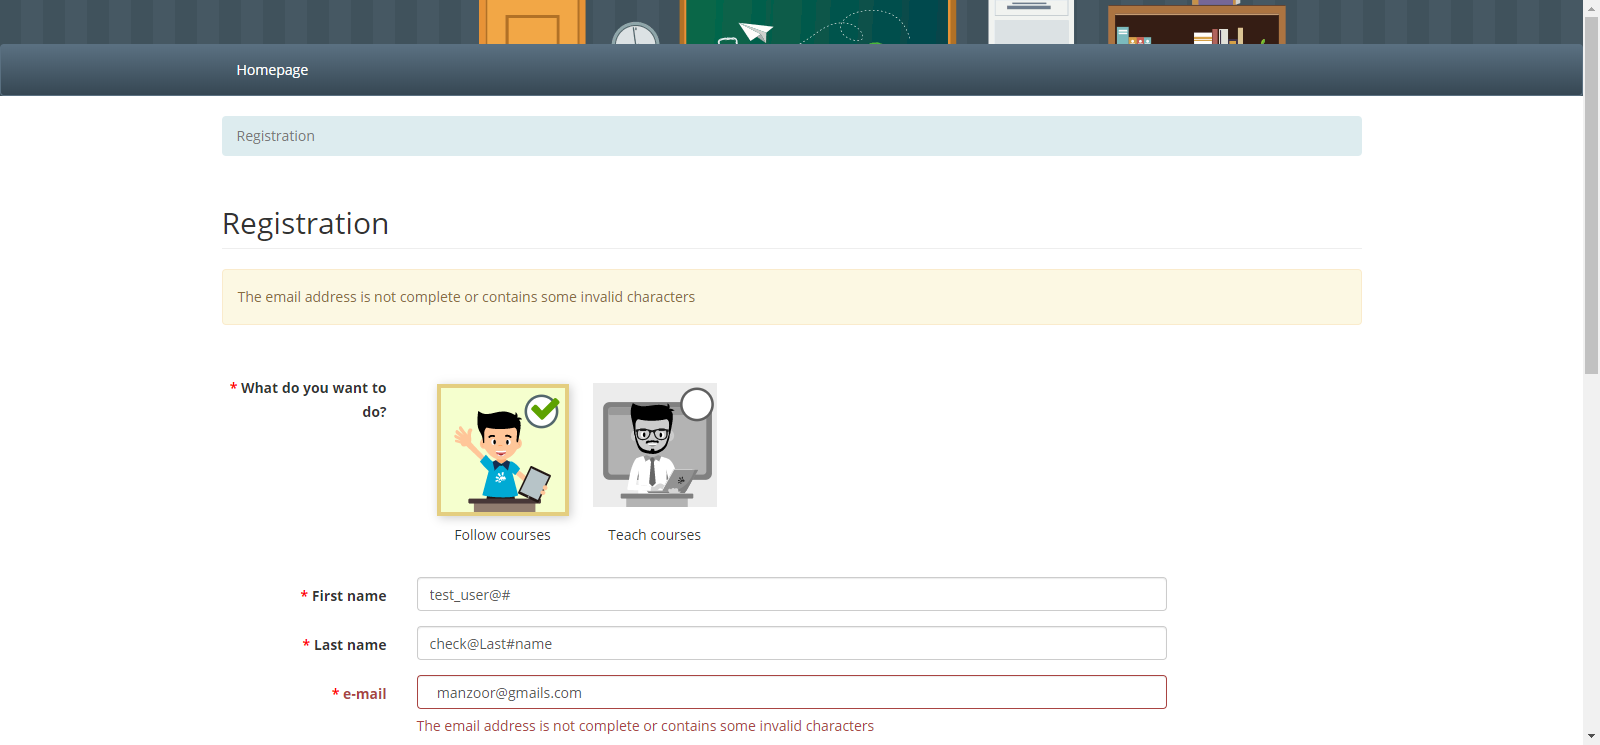 Homepage
Registration
Registration
The email address is not complete or contains some invalid characters
* What do you want to
do?
Follow courses
Teach courses
* First name
test_user@#
* Last name
check@Last#name
* e-mail
manzoor@gmails.com
The email address is not complete or contains some invalid characters